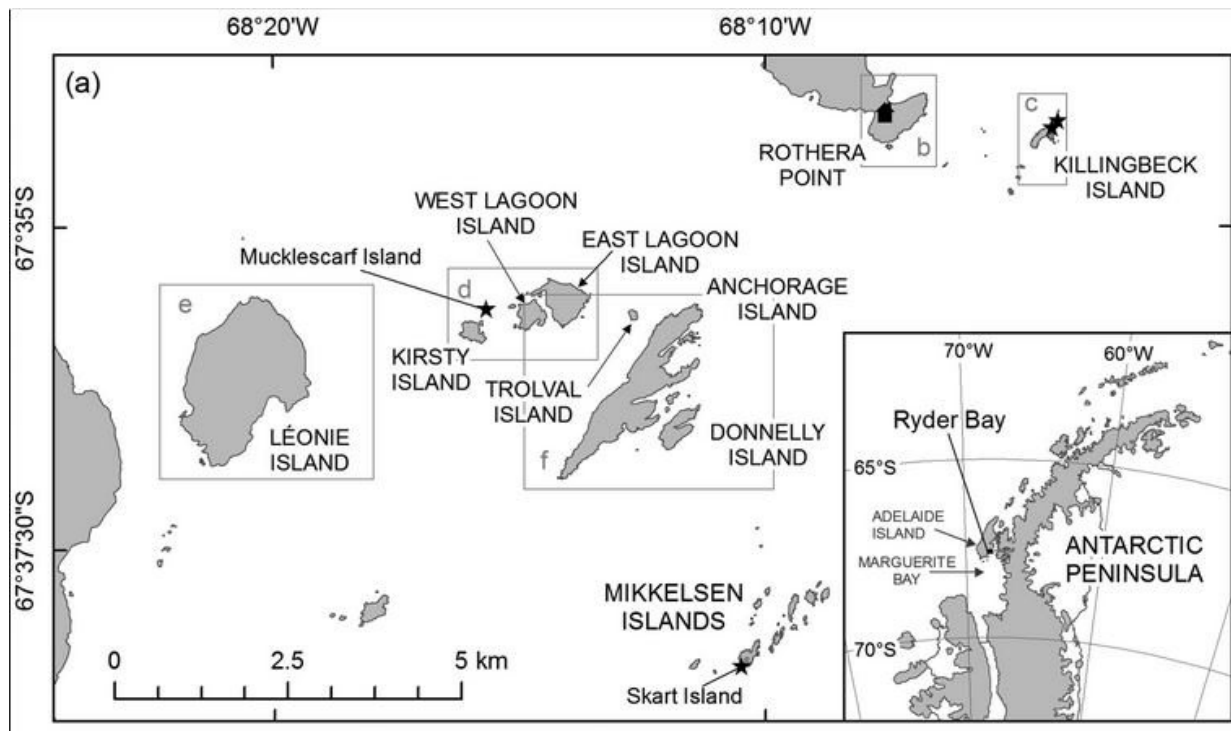 68°20'W
68°10'W
(a)
c
b
ROTHERA
POINT
KILLINGBECK
ISLAND
67°35'S
WEST LAGOON
ISLAND
EAST LAGOON
ISLAND
Mucklescarf Island
d
ANCHORAGE
ISLAND
e
KIRSTY
ISLAND
TROLVAL
ISLAND
LÉONIE
ISLAND
DONNELLY
ISLAND
f
67°37'30"S
MIKKELSEN
ISLANDS
Skart Island
0
2.5
5 km
70°W
60°W
Ryder Bay
65°S
ADELAIDE
ISLAND
MARGUERITE
BAY
ANTARCTIC
PENINSULA
70°S